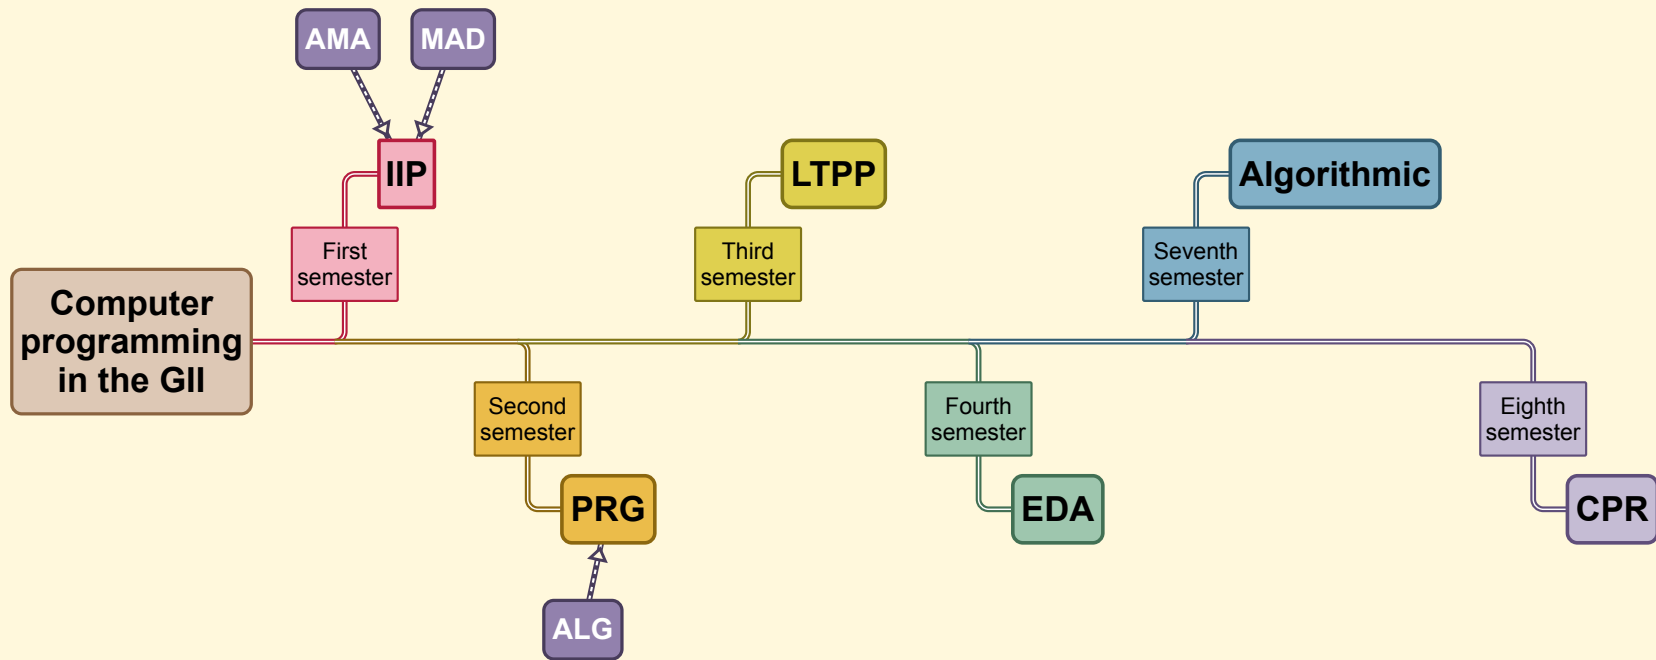 AMA
MAD
IIP
LTPP
Algorithmic
First
semester
Third
semester
Seventh
semester
Computer
programming
in the GII
Second
semester
Fourth
semester
Eighth
semester
PRG
EDA
CPR
ALG